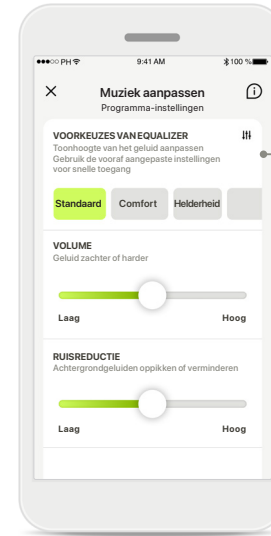 PH 9:41 AM 100 %
Muziek aanpassen
Programma-instellingen
VOORKEUZES VAN EQUALIZER
Toonhoogte van het geluid aanpassen
Gebruik de vooraf aangepaste instellingen
voor snelle toegang
Standaard Comfort Helderheid
VOLUME
Geluid zachter of harder
Laag Hoog
RUISREDUCTIE
Achtergrondgeluiden oppikken of verminderen
Laag Hoog